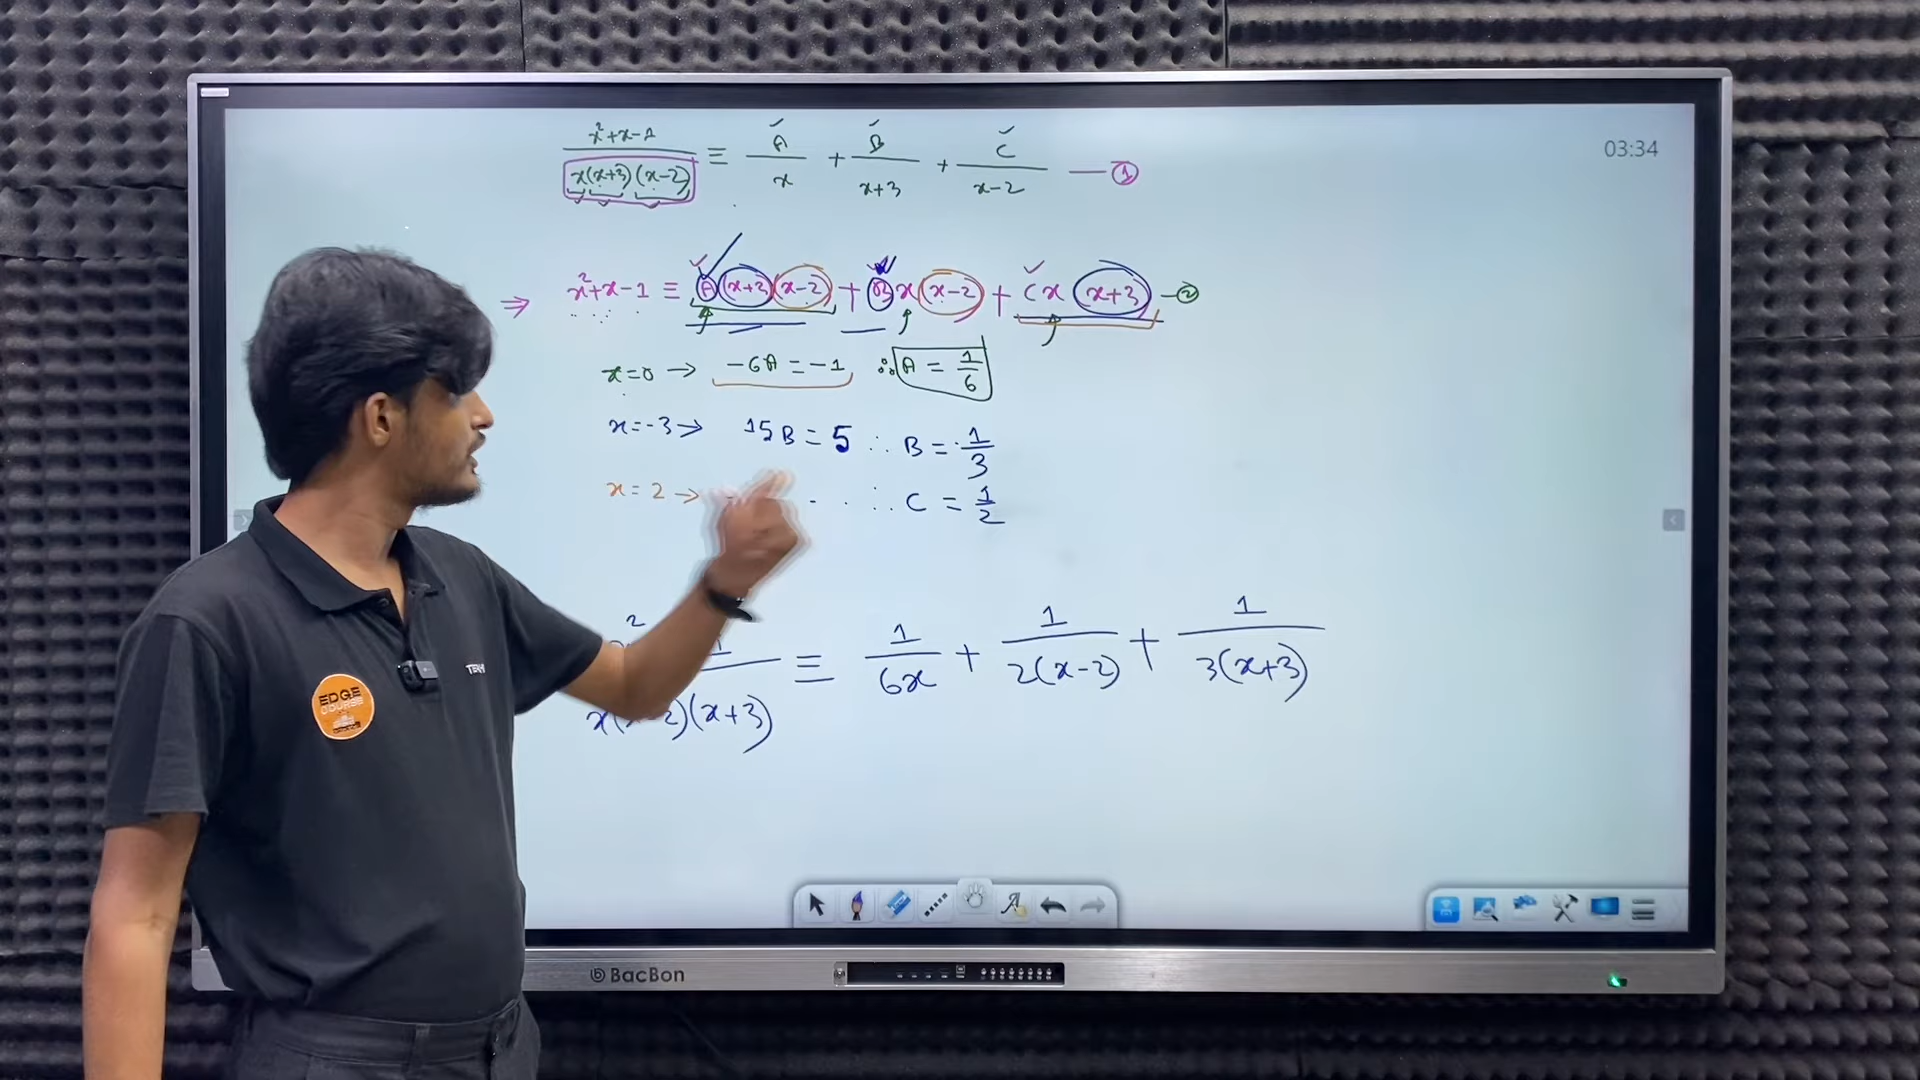 03:34
x²+x-1 / x(x+3)(x-2) ≡ A/x + B/x+3 + C/x-2 — ①
⇒ x²+x-1 ≡ A(x+3)(x-2) + Bx(x-2) + Cx(x+3) — ②
x=0 → -6A = -1 ∴ A = 1/6
x=-3 → 15B = 5 ∴ B = 1/3
x=2 → ∴ C = 1/2
x( 2)(x+3) ≡ 1/6x + 1/2(x-2) + 1/3(x+3)
EDGE
COURSE
BacBon